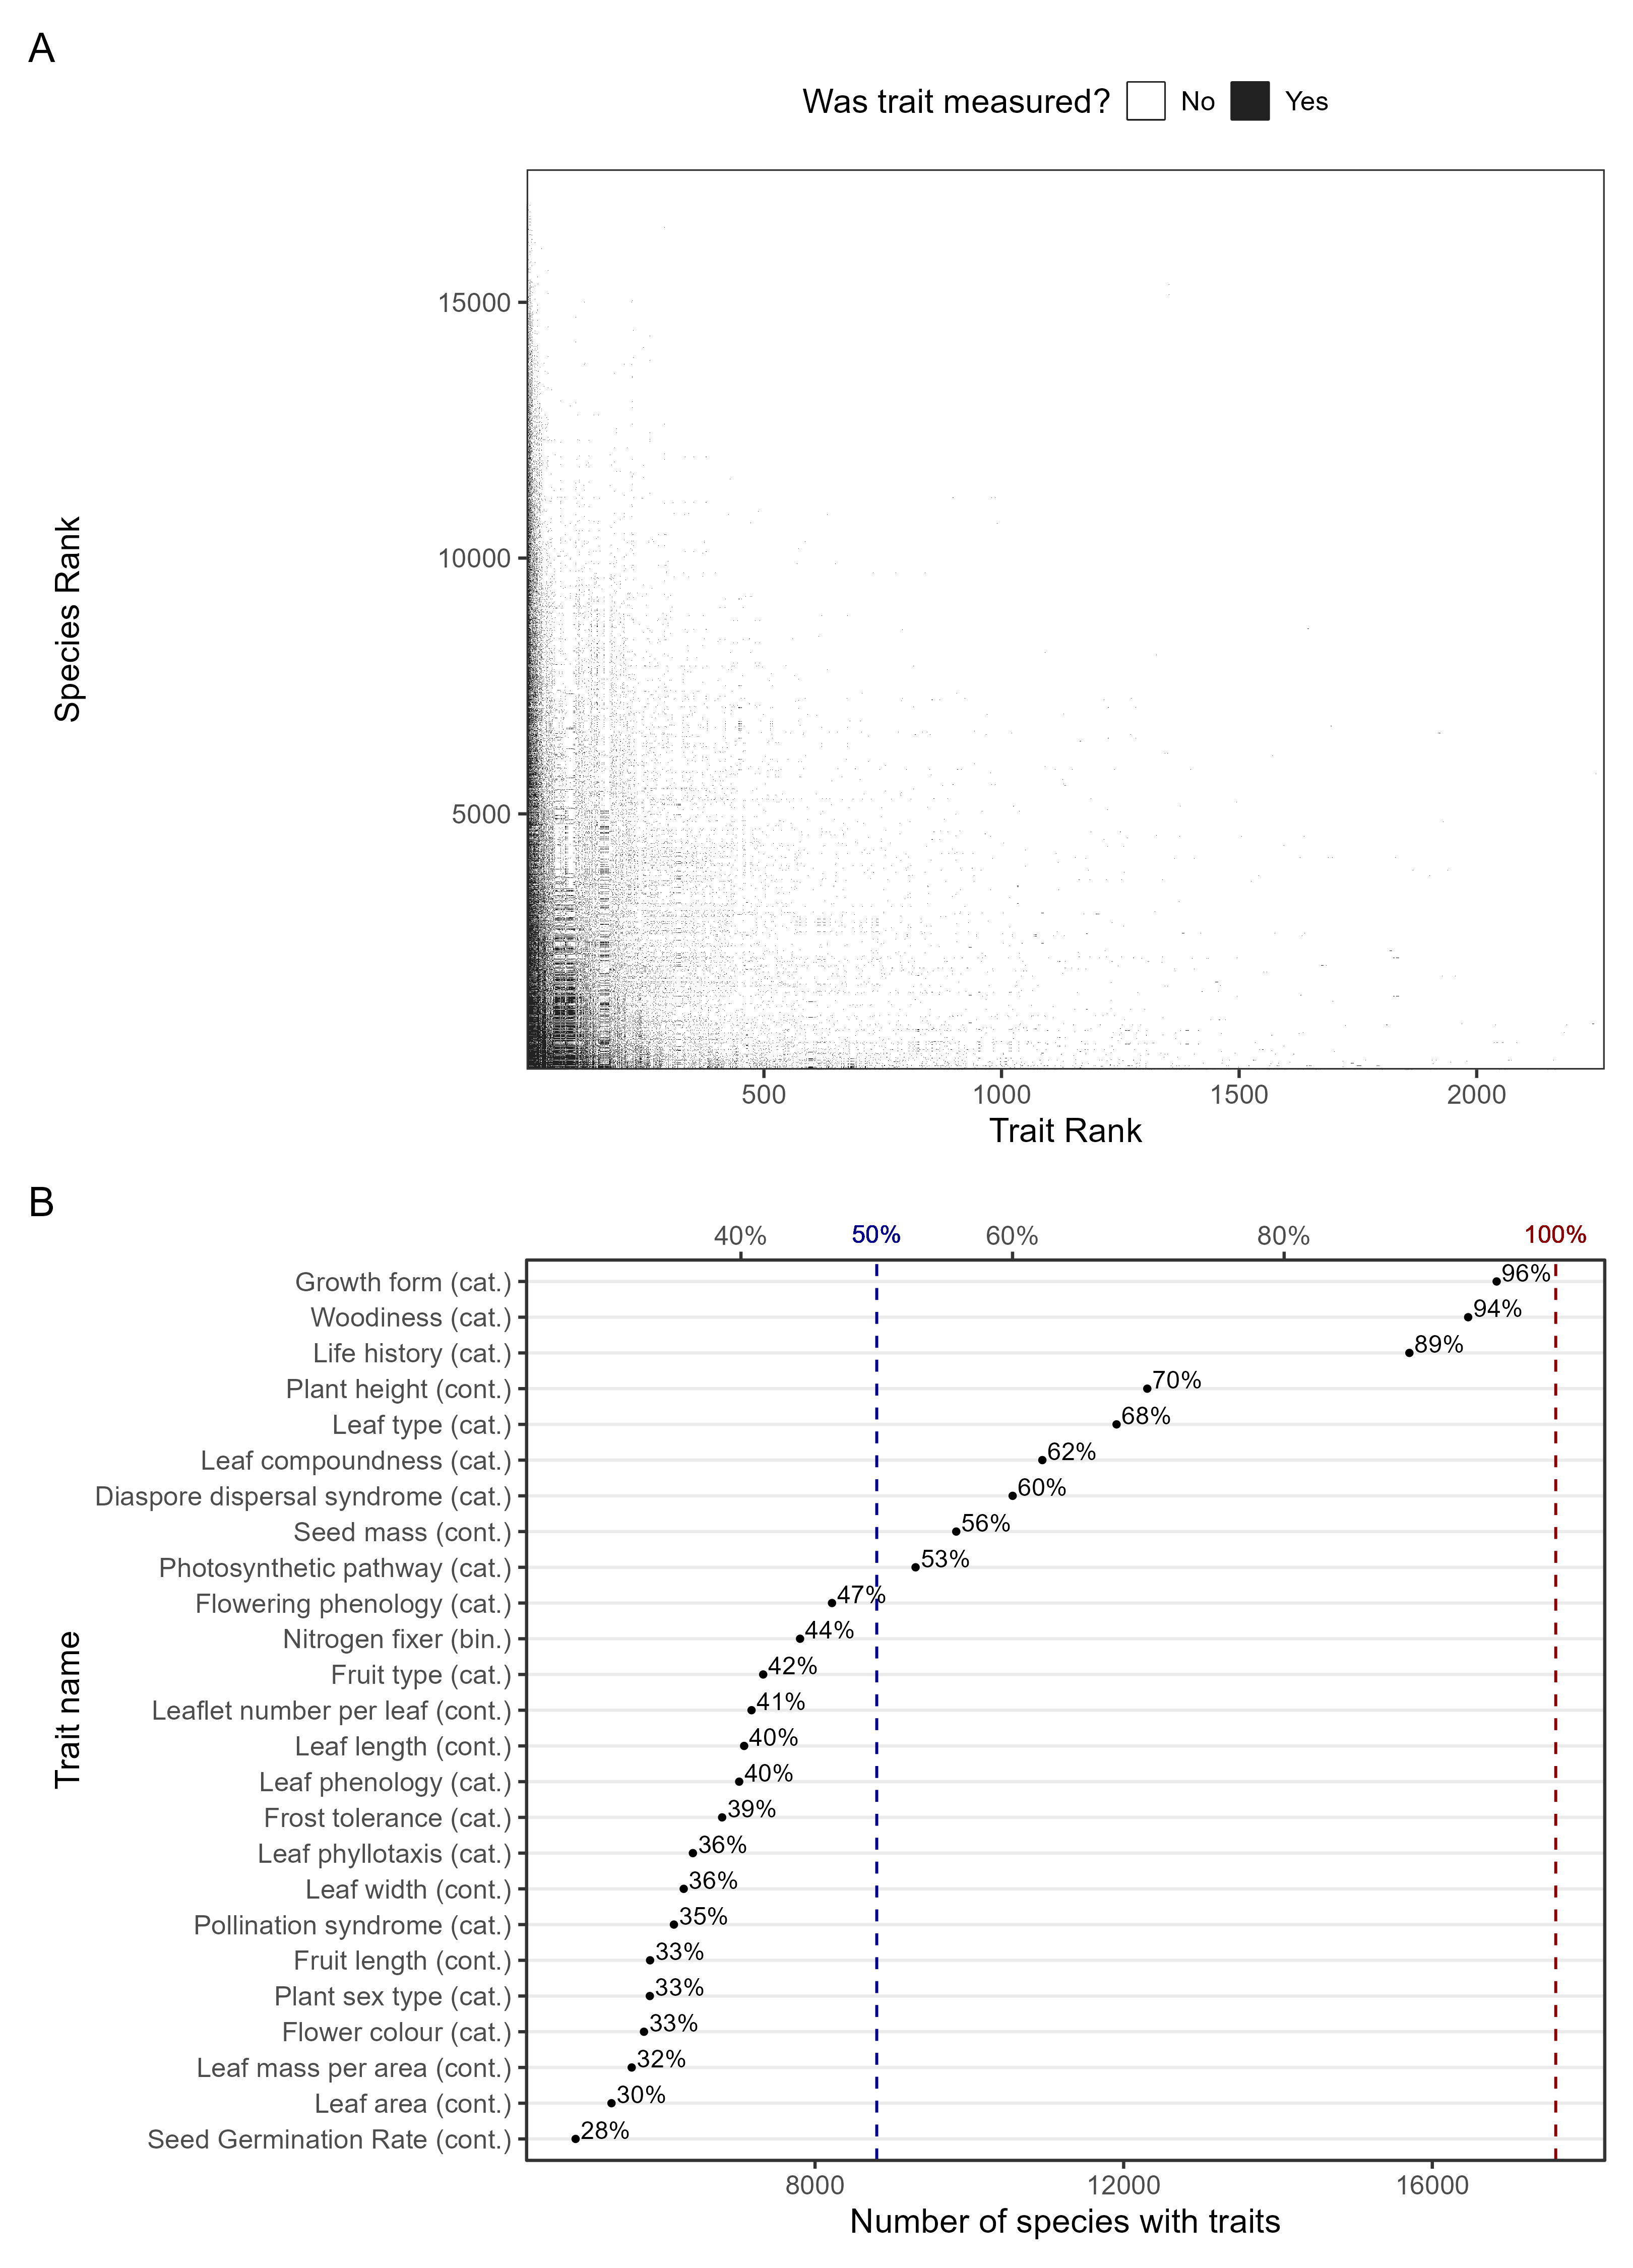 A
Was trait measured? No Yes
Species Rank
15000
10000
5000
500 1000 1500 2000
Trait Rank
B
40% 50% 60% 80% 100%
Trait name
Growth form (cat.) 96%
Woodiness (cat.) 94%
Life history (cat.) 89%
Plant height (cont.) 70%
Leaf type (cat.) 68%
Leaf compoundness (cat.) 62%
Diaspore dispersal syndrome (cat.) 60%
Seed mass (cont.) 56%
Photosynthetic pathway (cat.) 53%
Flowering phenology (cat.) 47%
Nitrogen fixer (bin.) 44%
Fruit type (cat.) 42%
Leaflet number per leaf (cont.) 41%
Leaf length (cont.) 40%
Leaf phenology (cat.) 40%
Frost tolerance (cat.) 39%
Leaf phyllotaxis (cat.) 36%
Leaf width (cont.) 36%
Pollination syndrome (cat.) 35%
Fruit length (cont.) 33%
Plant sex type (cat.) 33%
Flower colour (cat.) 33%
Leaf mass per area (cont.) 32%
Leaf area (cont.) 30%
Seed Germination Rate (cont.) 28%
8000 12000 16000
Number of species with traits